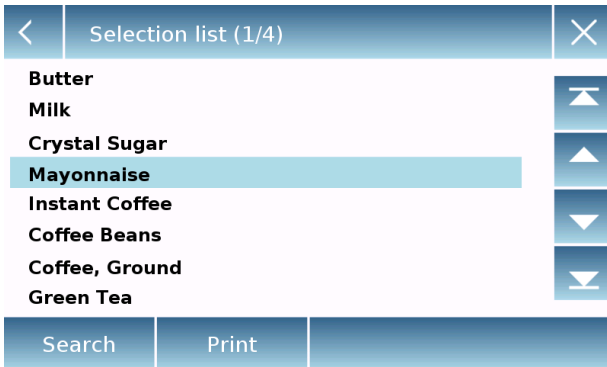 Selection list (1/4)
Butter
Milk
Crystal Sugar
Mayonnaise
Instant Coffee
Coffee Beans
Coffee, Ground
Green Tea
Search
Print